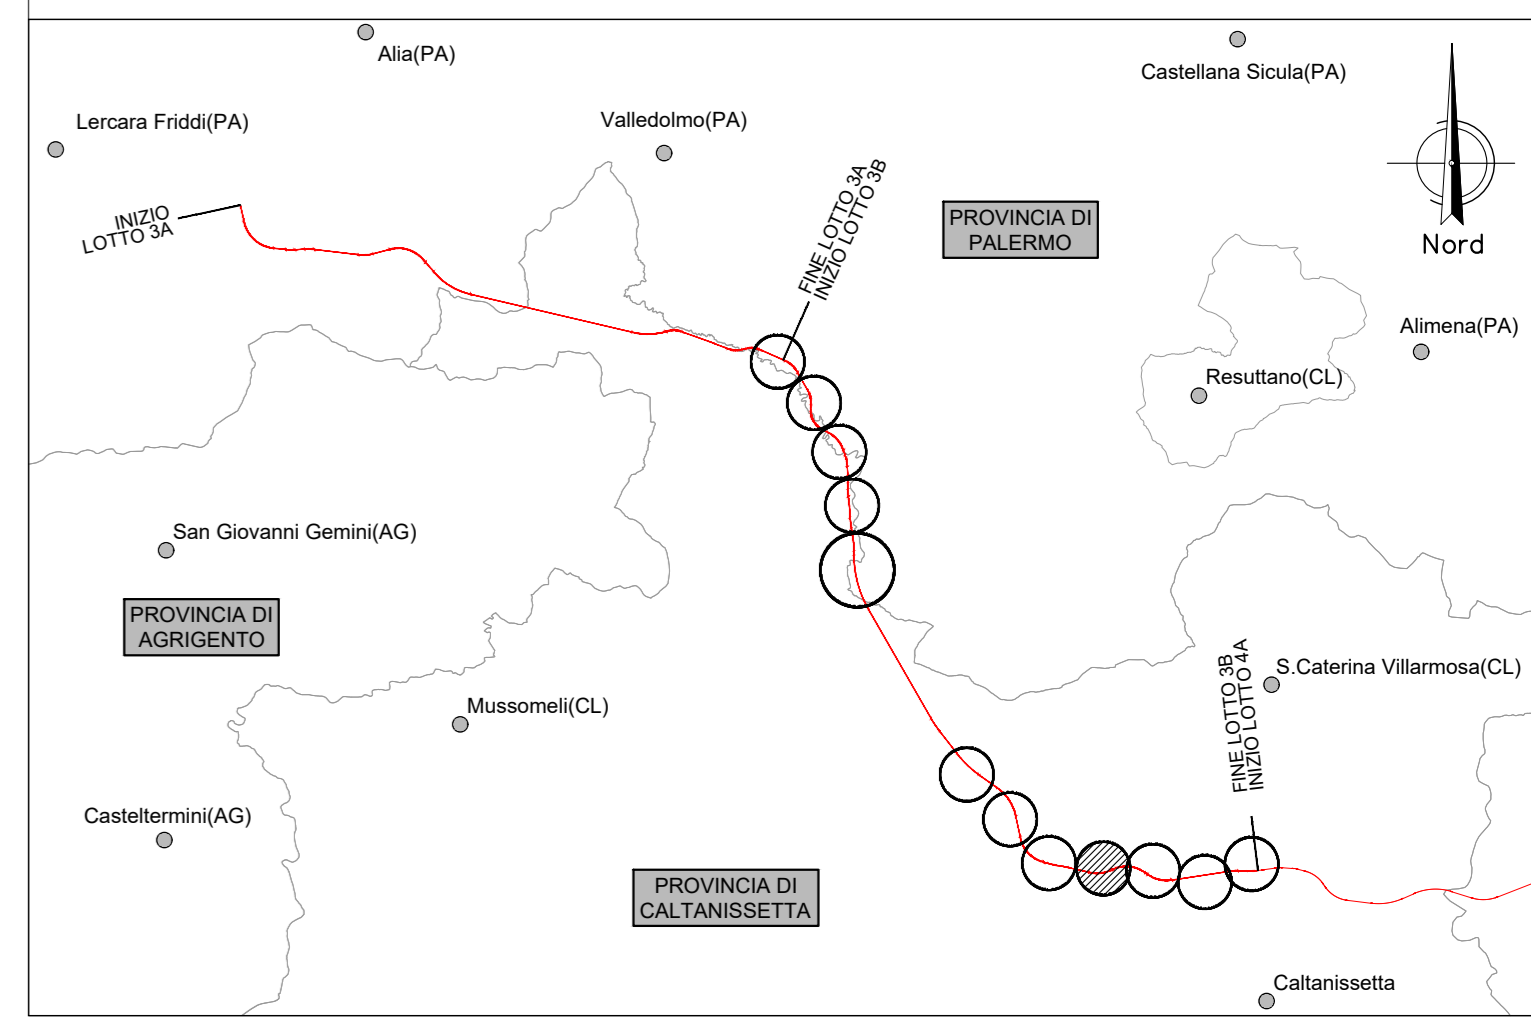 Alia(PA)
Castellana Sicula(PA)
Lercara Friddi(PA)
Valledolmo(PA)
INIZIO
LOTTO 3A
FINE LOTTO 3A
INIZIO LOTTO 3B
PROVINCIA DI
PALERMO
Nord
Alimena(PA)
Resuttano(CL)
San Giovanni Gemini(AG)
PROVINCIA DI
AGRIGENTO
S.Caterina Villarmosa(CL)
FINE LOTTO 3B
INIZIO LOTTO 4A
Mussomeli(CL)
Casteltermini(AG)
PROVINCIA DI
CALTANISSETTA
Caltanissetta